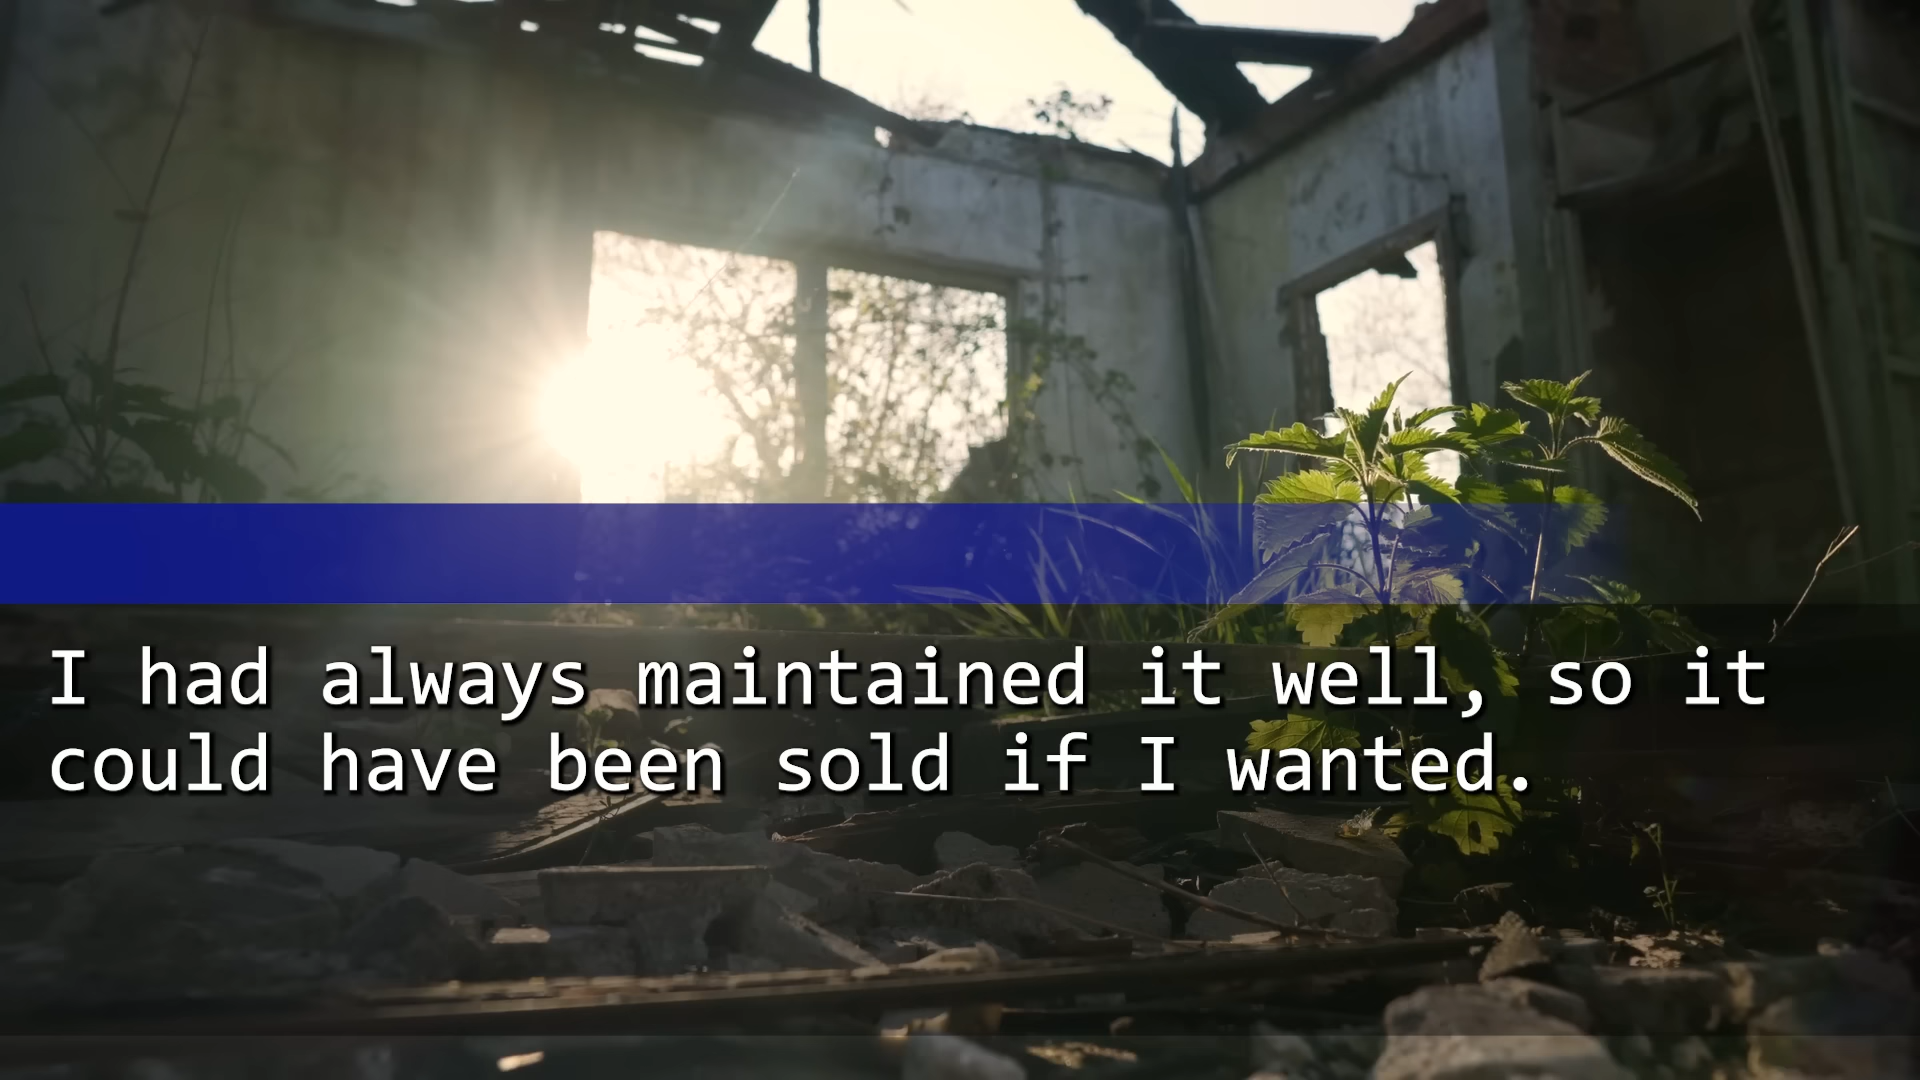 I had always maintained it well, so it
could have been sold if I wanted.